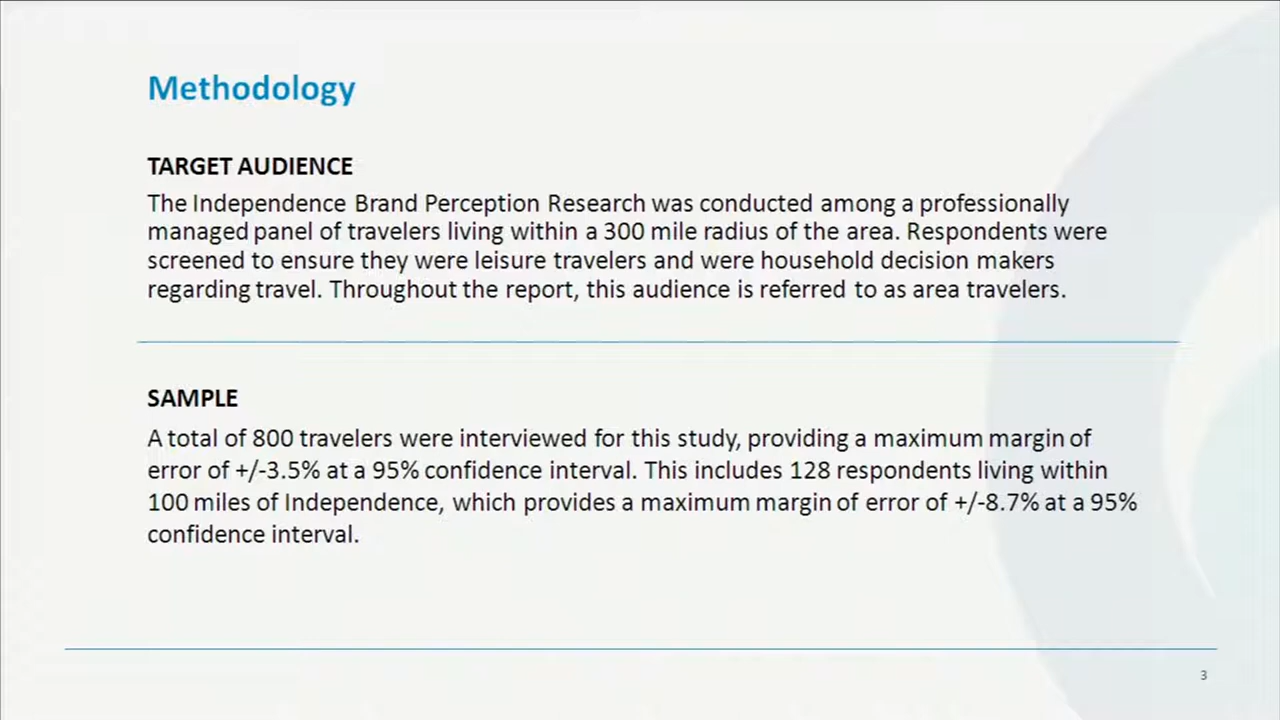 Methodology
TARGET AUDIENCE
The Independence Brand Perception Research was conducted among a professionally
managed panel of travelers living within a 300 mile radius of the area. Respondents were
screened to ensure they were leisure travelers and were household decision makers
regarding travel. Throughout the report, this audience is referred to as area travelers.
SAMPLE
A total of 800 travelers were interviewed for this study, providing a maximum margin of
error of +/-3.5% at a 95% confidence interval. This includes 128 respondents living within
100 miles of Independence, which provides a maximum margin of error of +/-8.7% at a 95%
confidence interval.
3